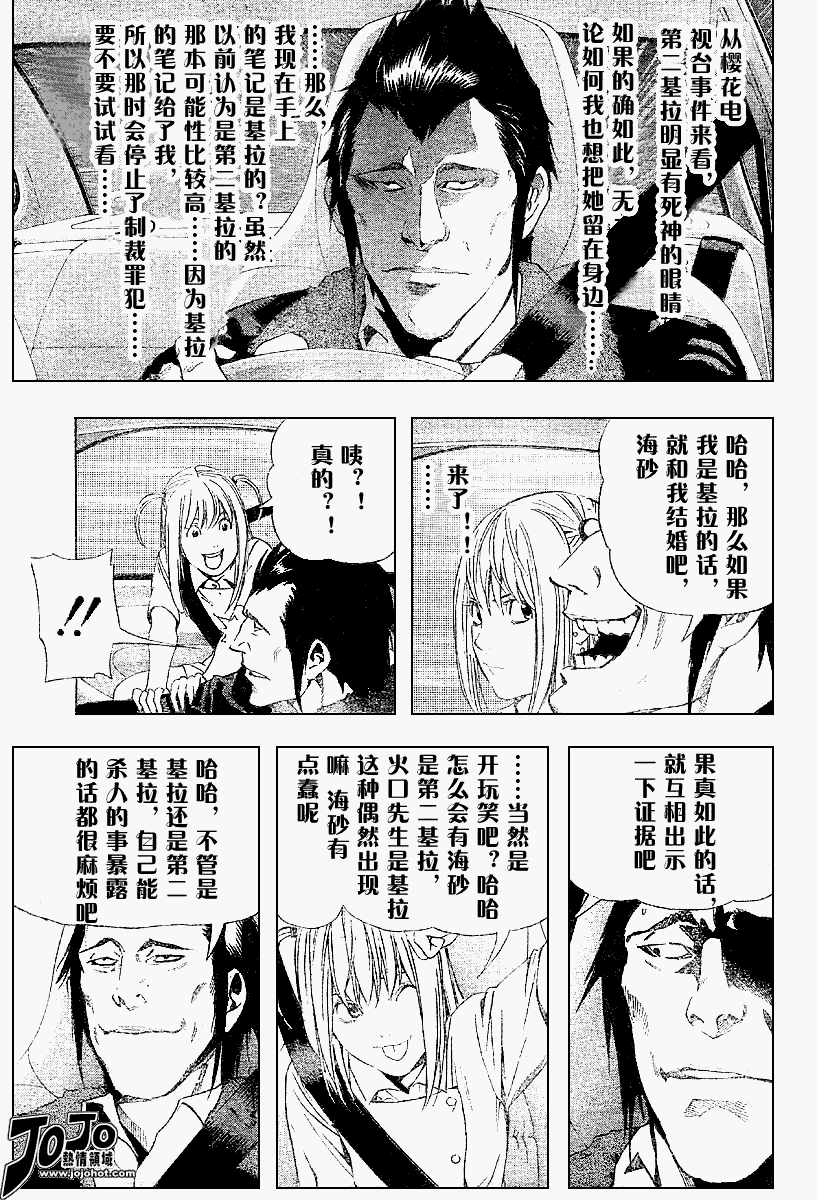 从樱花电
视台事件来看，
第二基拉明显有死神的眼睛
如果的确如此，无
论如何我也想把她留在身边……
……那么，
我现在手上
的笔记是基拉的？虽然
以前认为是第二基拉的
那本可能性比较高……因为基拉
的笔记给了我，
所以那时会停止了制裁罪犯……
要不要试试看……
哈哈，那么如果
我是基拉的话，
就和我结婚吧，
海砂
来了！！
……
咦？！
真的？！
!!
果真如此的话，
就互相出示
一下证据吧
……当然是
开玩笑吧？哈哈
怎么会有海砂
是第二基拉，
火口先生是基拉
这种偶然出现
嘛 海砂有
点蠢呢
哈哈，不管是
基拉还是第二
基拉，自己能
杀人的事暴露
的话都很麻烦吧
JOJO
熱情領域
www.jojohot.com